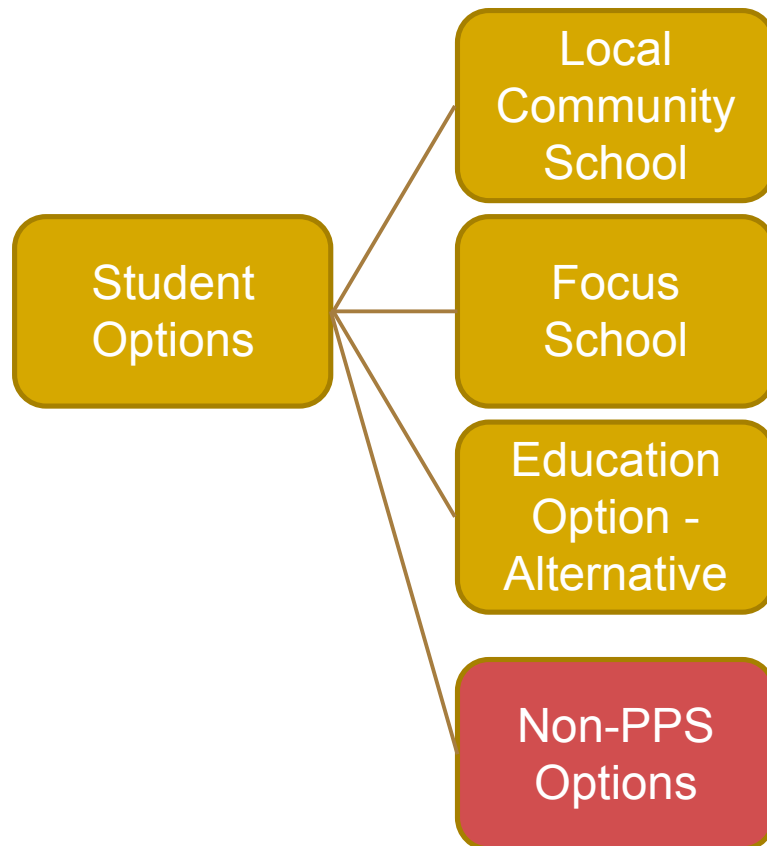 Local
Community
School
Student
Options
Focus
School
Education
Option -
Alternative
Non-PPS
Options